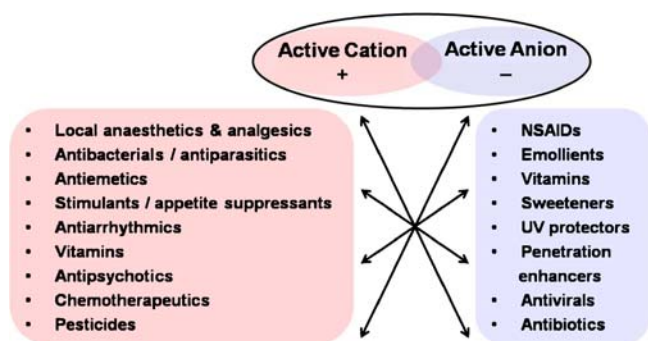 Active Cation
+
Active Anion
–
• Local anaesthetics & analgesics
• Antibacterials / antiparasitics
• Antiemetics
• Stimulants / appetite suppressants
• Antiarrhythmics
• Vitamins
• Antipsychotics
• Chemotherapeutics
• Pesticides
• NSAIDs
• Emollients
• Vitamins
• Sweeteners
• UV protectors
• Penetration
enhancers
• Antivirals
• Antibiotics